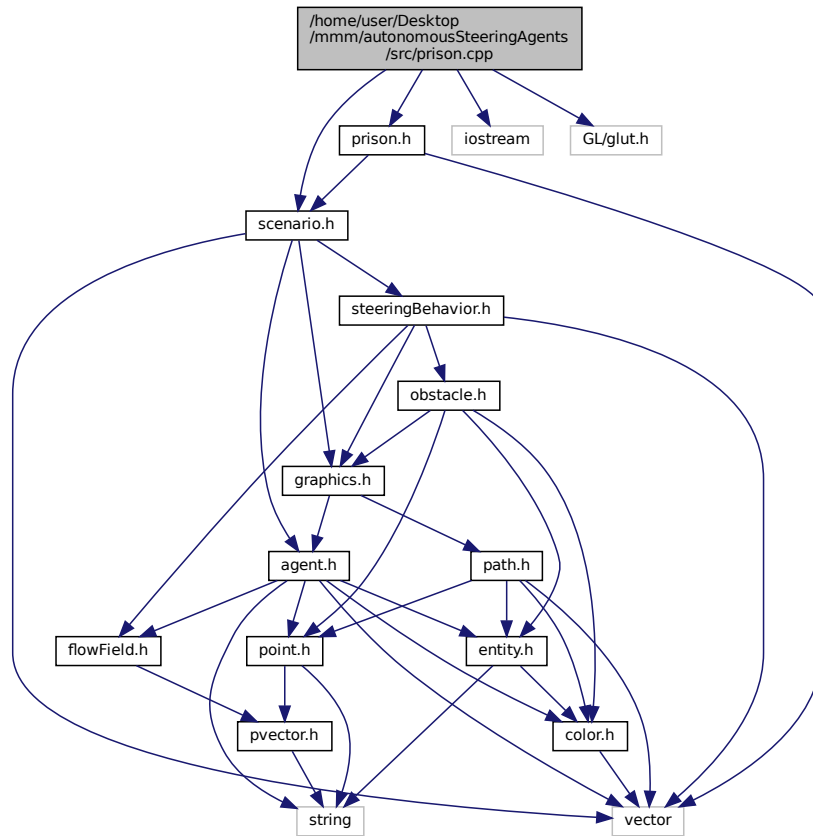 /home/user/Desktop
/mmm/autonomousSteeringAgents
/src/prison.cpp
prison.h
iostream
GL/glut.h
scenario.h
steeringBehavior.h
obstacle.h
graphics.h
agent.h
path.h
flowField.h
point.h
entity.h
pvector.h
color.h
string
vector